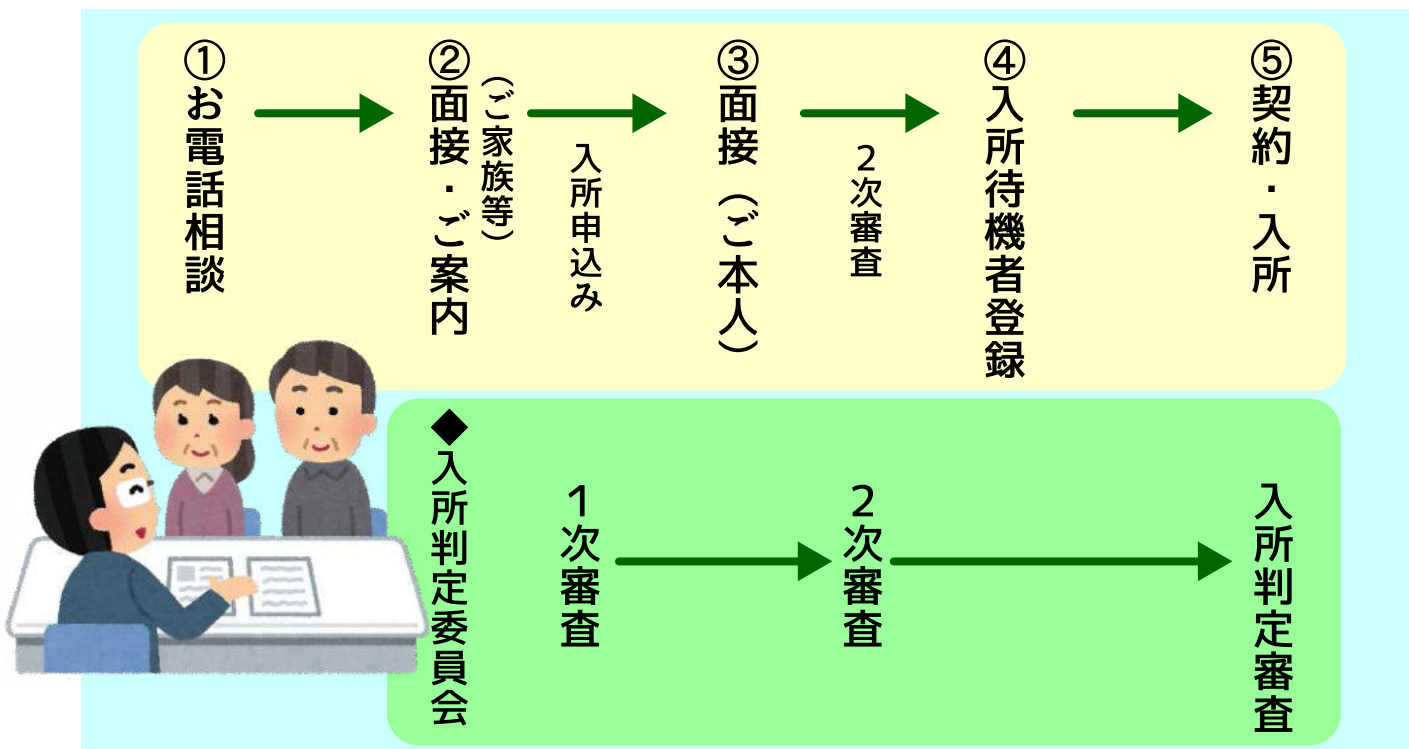 ①お電話相談
②面接・ご案内
（ご家族等）
入所申込み
③面接（ご本人）
２次審査
④入所待機者登録
⑤契約・入所
◆入所判定委員会
１次審査
２次審査
入所判定審査